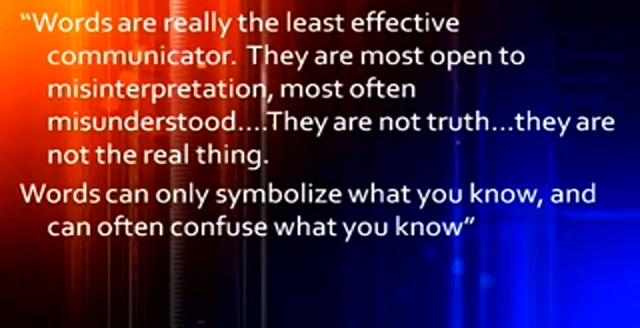 “Words are really the least effective
communicator. They are most open to
misinterpretation, most often
misunderstood....They are not truth...they are
not the real thing.
Words can only symbolize what you know, and
can often confuse what you know”